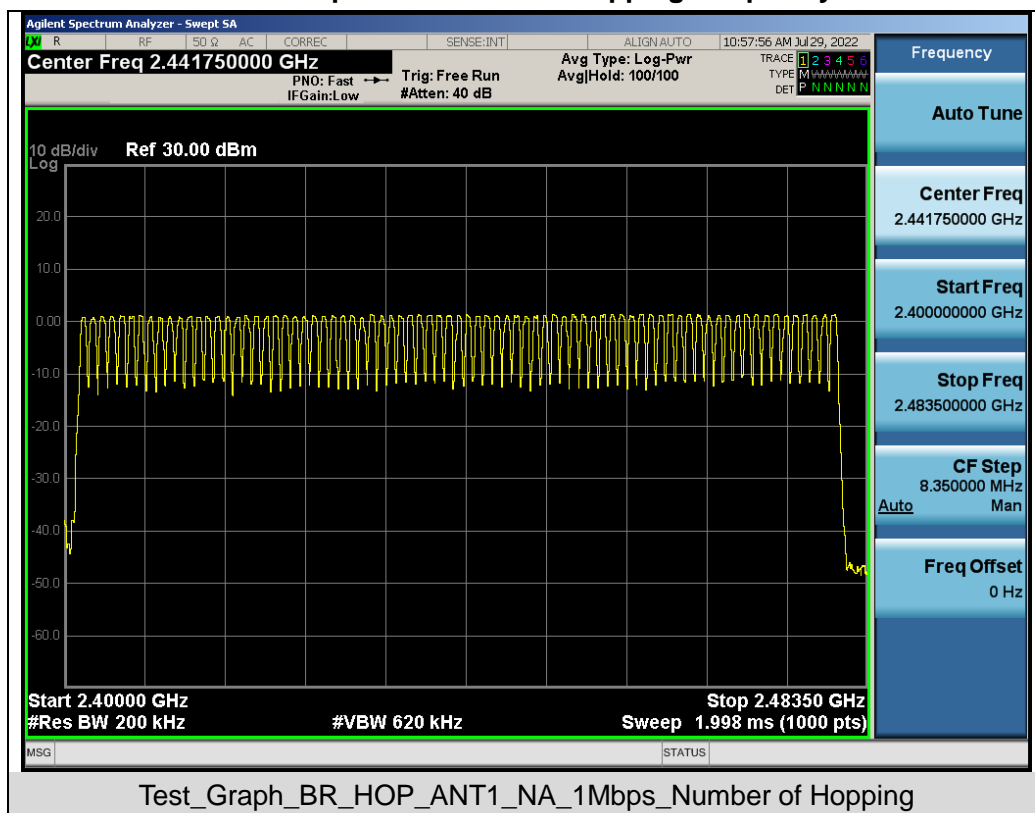 Agilent Spectrum Analyzer - Swept SA
LXI R RF 50 Ω AC CORREC SENSE:INT ALIGN AUTO 10:57:56 AM Jul 29, 2022
Center Freq 2.441750000 GHz
PNO: Fast
IFGain:Low
Trig: Free Run
#Atten: 40 dB
Avg Type: Log-Pwr
Avg|Hold: 100/100
TRACE 1 2 3 4 5 6
TYPE M
DET P N N N N N
10 dB/div Ref 30.00 dBm
Log
20.0
10.0
0.00
-10.0
-20.0
-30.0
-40.0
-50.0
-60.0
Start 2.40000 GHz Stop 2.48350 GHz
#Res BW 200 kHz #VBW 620 kHz Sweep 1.998 ms (1000 pts)
MSG STATUS
Frequency
Auto Tune
Center Freq
2.441750000 GHz
Start Freq
2.400000000 GHz
Stop Freq
2.483500000 GHz
CF Step
8.350000 MHz
Auto Man
Freq Offset
0 Hz
Test_Graph_BR_HOP_ANT1_NA_1Mbps_Number of Hopping